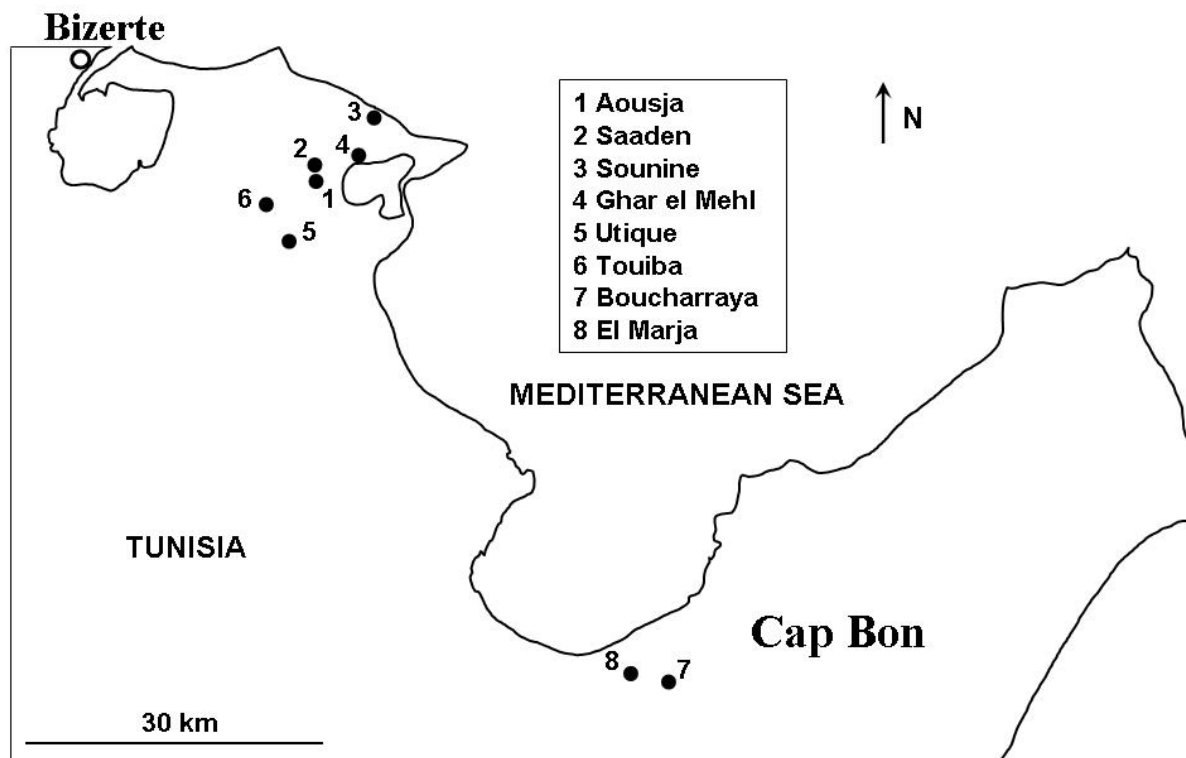 Bizerte
1 Aousja
2 Saaden
3 Sounine
4 Ghar el Mehl
5 Utique
6 Touiba
7 Boucharraya
8 El Marja
N
3
4
2
1
6
5
MEDITERRANEAN SEA
TUNISIA
Cap Bon
8
7
30 km